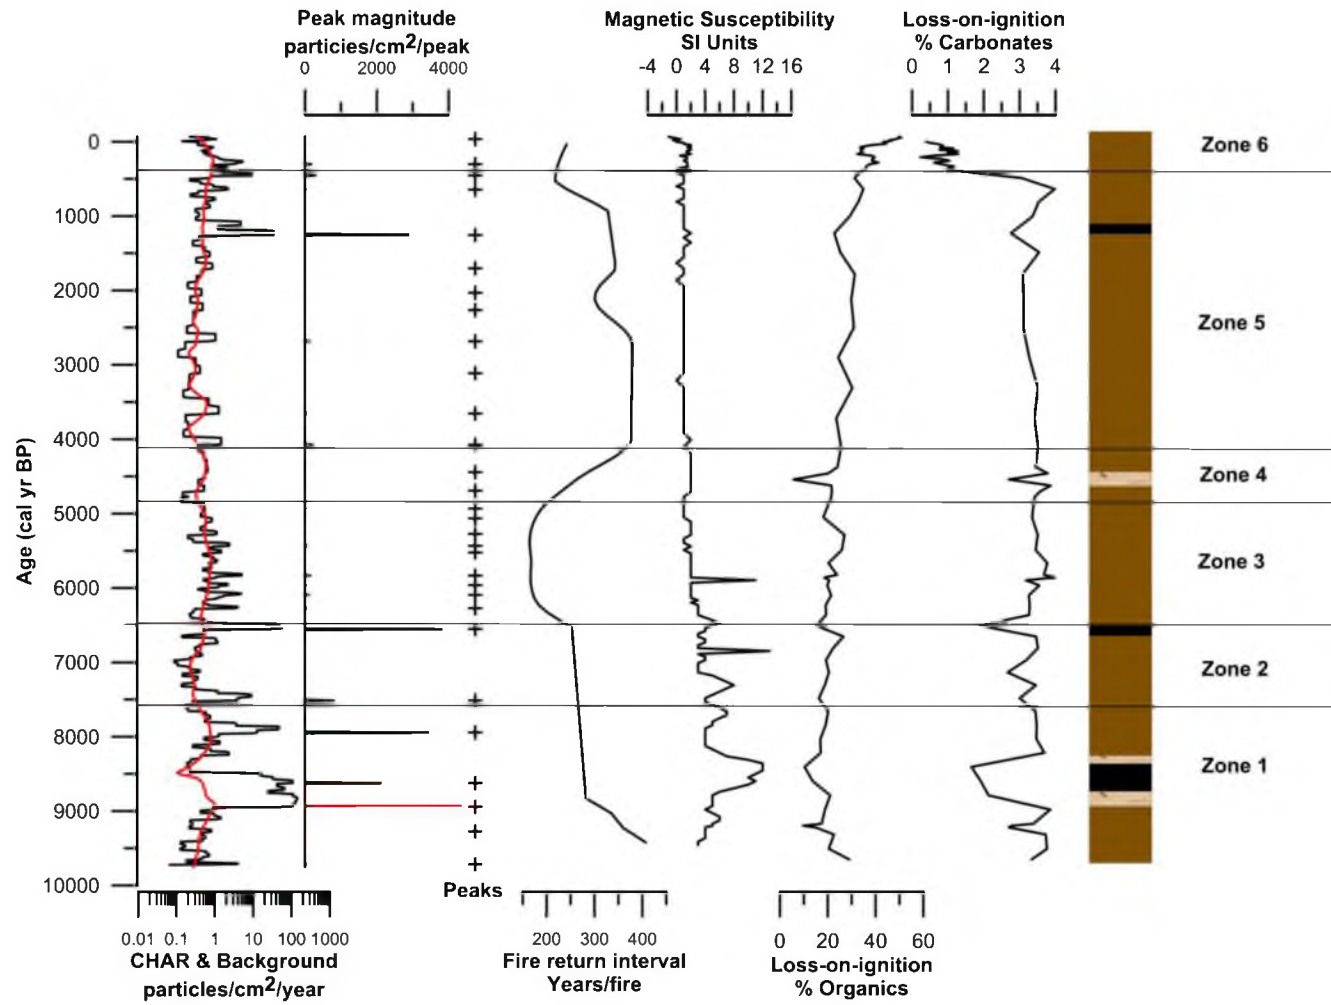 Peak magnitude
particies/cm2/peak
0 2000 4000
Magnetic Susceptibility
SI Units
-4 0 4 8 12 16
Loss-on-ignition
% Carbonates
0 1 2 3 4
Age (cal yr BP)
0
1000
2000
3000
4000
5000
6000
7000
8000
9000
10000
Zone 6
Zone 5
Zone 4
Zone 3
Zone 2
Zone 1
Peaks
0.01 0.1 1 10 100 1000
CHAR & Background
particles/cm2/year
200 300 400
Fire return interval
Years/fire
0 20 40 60
Loss-on-ignition
% Organics